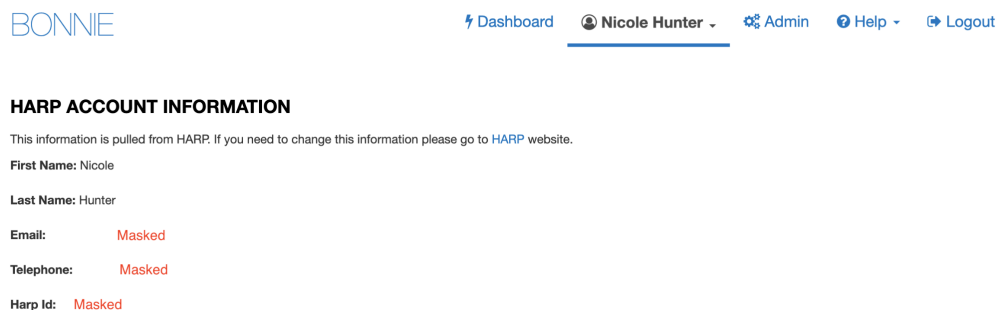 BONNIE Dashboard Nicole Hunter Admin Help Logout
HARP ACCOUNT INFORMATION
This information is pulled from HARP. If you need to change this information please go to HARP website.
First Name: Nicole
Last Name: Hunter
Email: Masked
Telephone: Masked
Harp Id: Masked